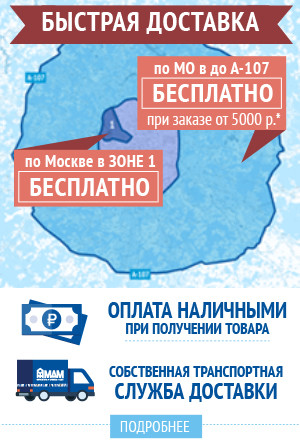 БЫСТРАЯ ДОСТАВКА
А-107
по МО в до А-107
БЕСПЛАТНО
при заказе от 5000 р.*
по Москве в ЗОНЕ 1
БЕСПЛАТНО
А-107
ОПЛАТА НАЛИЧНЫМИ
ПРИ ПОЛУЧЕНИИ ТОВАРА
СОБСТВЕННАЯ ТРАНСПОРТНАЯ
СЛУЖБА ДОСТАВКИ
ПОДРОБНЕЕ